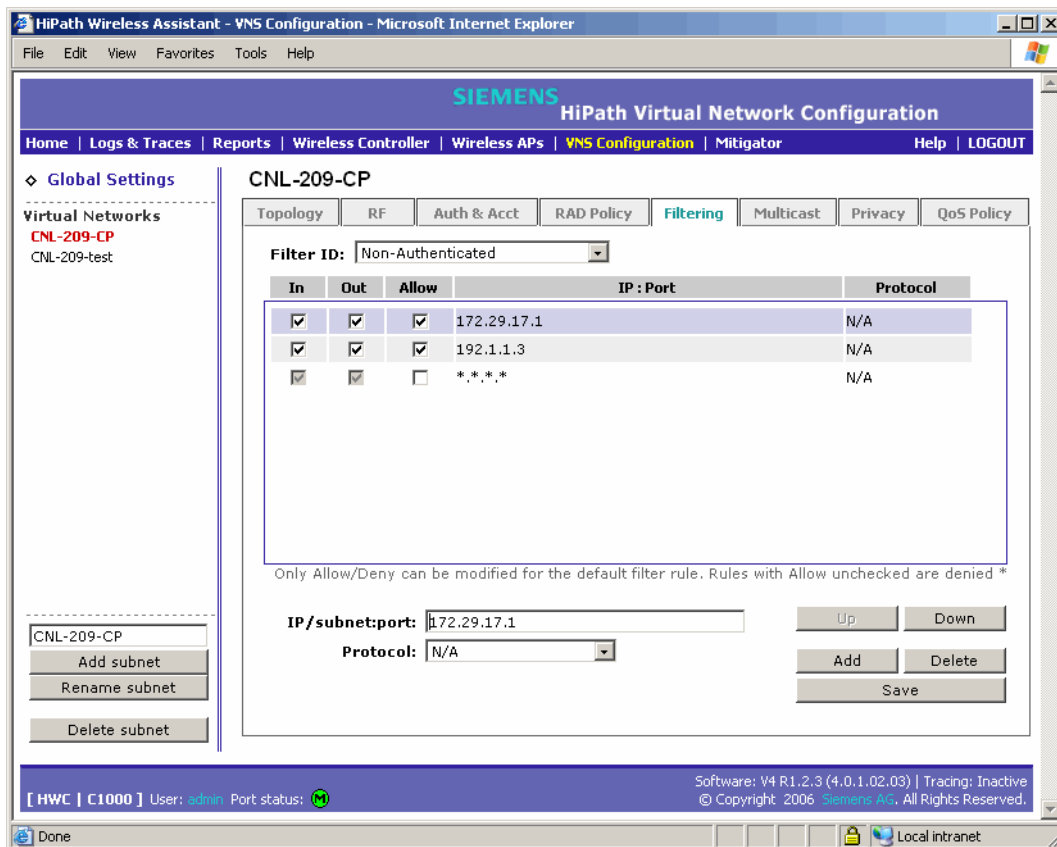 HiPath Wireless Assistant - VNS Configuration - Microsoft Internet Explorer
File Edit View Favorites Tools Help
SIEMENS
HiPath Virtual Network Configuration
Home | Logs & Traces | Reports | Wireless Controller | Wireless APs | VNS Configuration | Mitigator Help | LOGOUT
Global Settings
Virtual Networks
CNL-209-CP
CNL-209-test
CNL-209-CP
Topology RF Auth & Acct RAD Policy Filtering Multicast Privacy QoS Policy
Filter ID: Non-Authenticated
In Out Allow IP : Port Protocol
172.29.17.1 N/A
192.1.1.3 N/A
*.*.*.* N/A
Only Allow/Deny can be modified for the default filter rule. Rules with Allow unchecked are denied *
IP/subnet:port: 172.29.17.1 Up Down
Protocol: N/A
Add Delete
Save
CNL-209-CP
Add subnet
Rename subnet
Delete subnet
Software: V4 R1.2.3 (4.0.1.02.03) | Tracing: Inactive
[ HWC | C1000 ] User: admin Port status: M
© Copyright 2006 Siemens AG. All Rights Reserved.
Done Local intranet